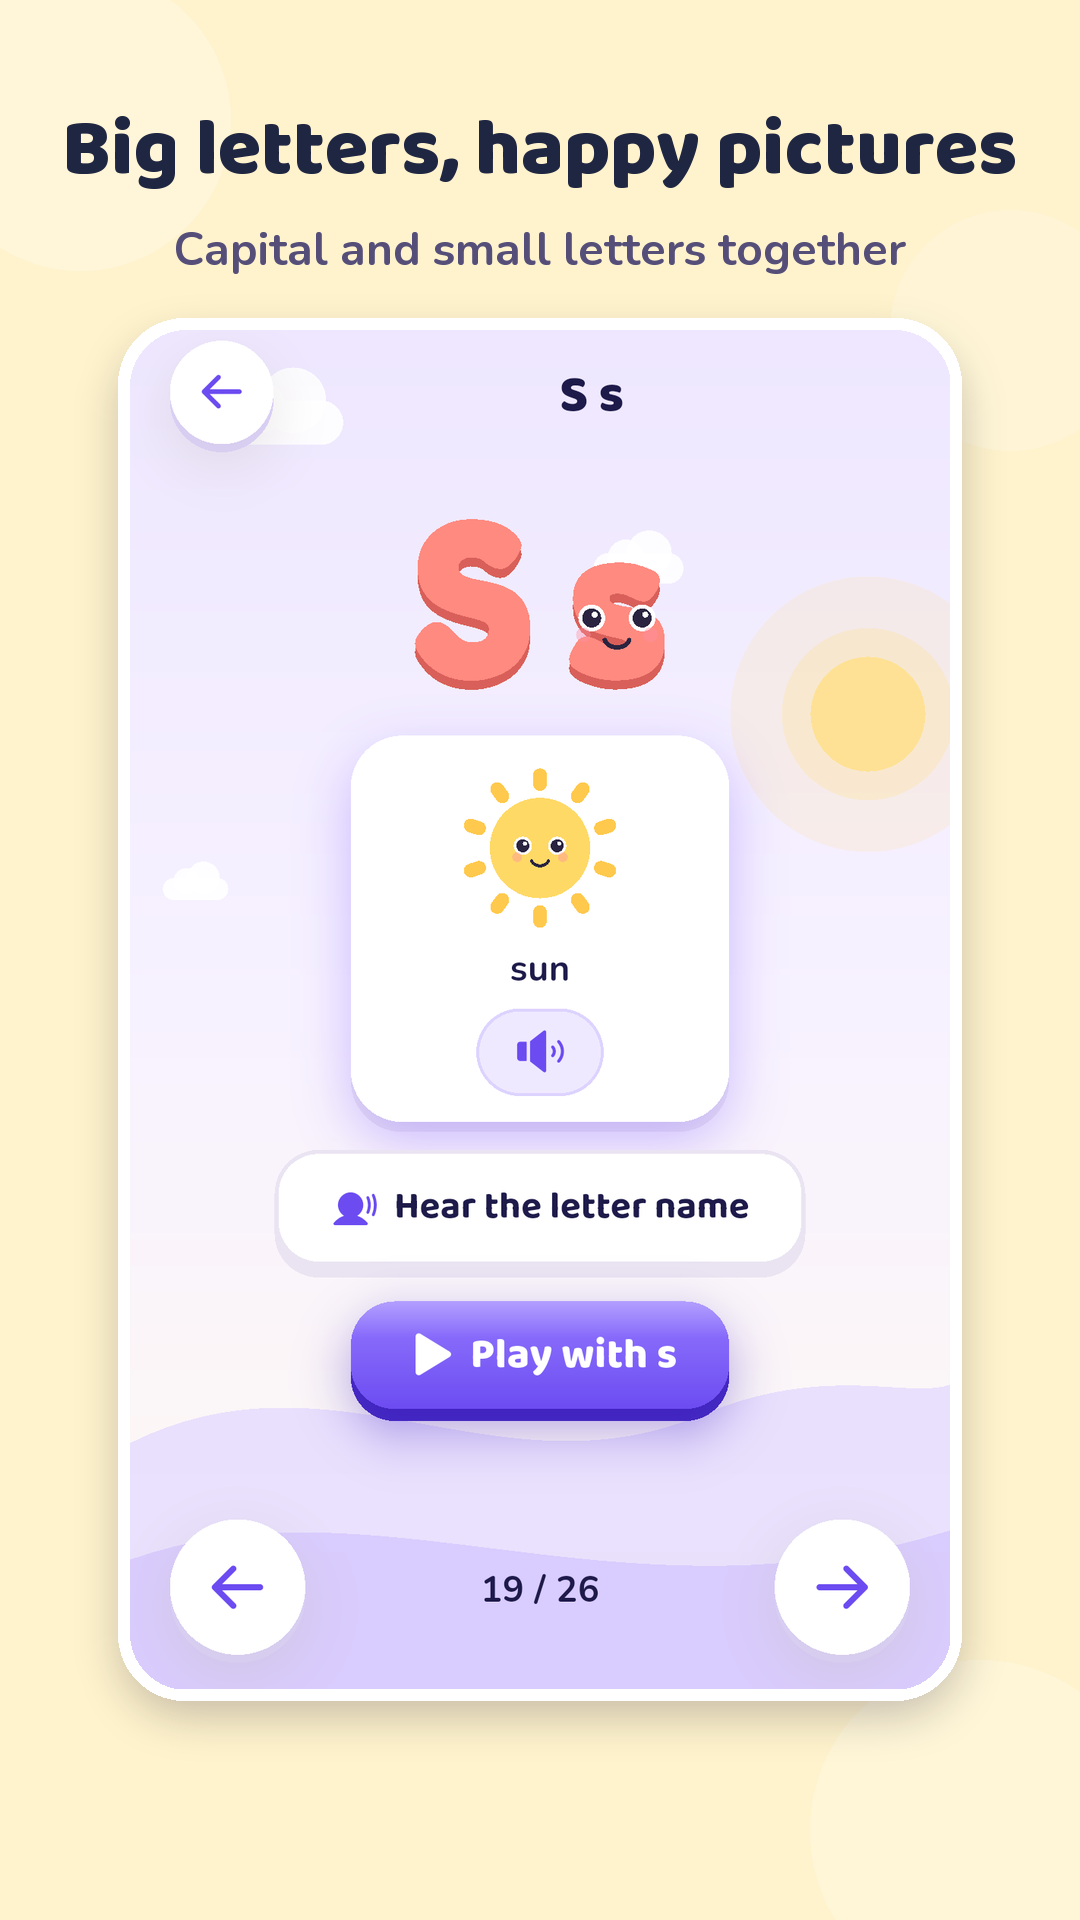 Big letters, happy pictures
Capital and small letters together
S s
S s
sun
Hear the letter name
Play with s
19 / 26